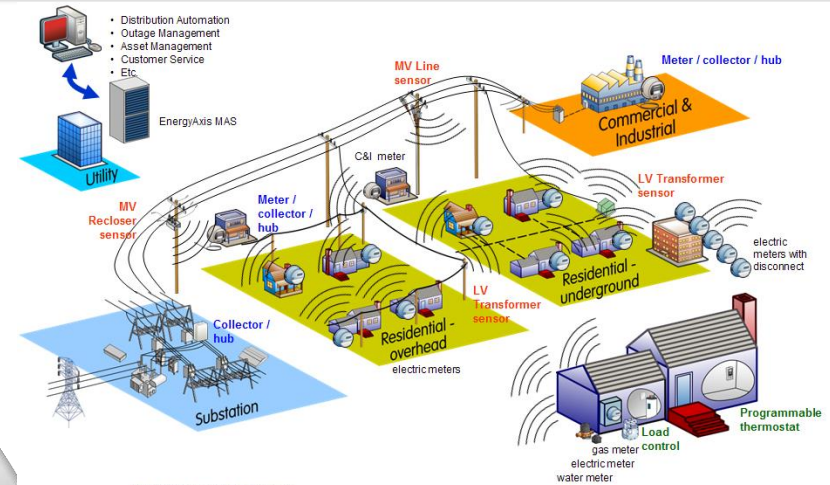 • Distribution Automation
• Outage Management
• Asset Management
• Customer Service
• Etc.
EnergyAxis MAS
Utility
MV Line
sensor
Meter / collector / hub
Commercial &
Industrial
C&I meter
MV
Recloser
sensor
Meter /
collector /
hub
LV Transformer
sensor
electric
meters with
disconnect
Residential -
underground
LV
Transformer
sensor
Residential -
overhead
electric meters
Collector /
hub
Substation
Programmable
thermostat
Load
control
gas meter
electric meter
water meter